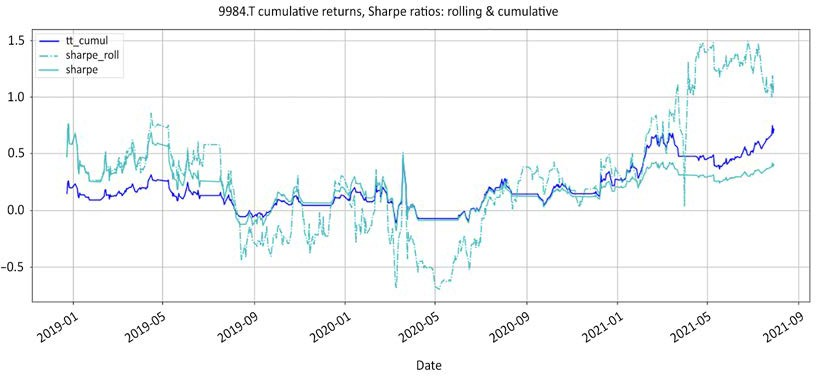 9984.T cumulative returns, Sharpe ratios: rolling & cumulative
tt_cumul
sharpe_roll
sharpe
1.5
1.0
0.5
0.0
−0.5
2019-01
2019-05
2019-09
2020-01
2020-05
2020-09
2021-01
2021-05
2021-09
Date